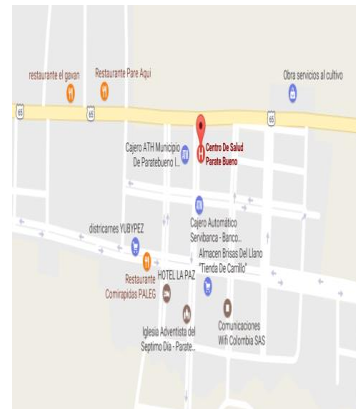 restaurante el gavan
Restaurante Pare Aqui
Obra servicios al cultivo
65
65
65
Cajero ATH Municipio
De Paratebueno I...
Centro De Salud
Parate Bueno
H
Cajero Automático
Servibanca - Banco...
districarnes YUBYPEZ
Almacen Brisas Del Llano
"Tienda De Carrillo"
HOTEL LA PAZ
Restaurante
Comirapidas PALEG
Iglesia Adventista del
Septimo Dia - Parate...
Comunicaciones
Wifi Colombia SAS